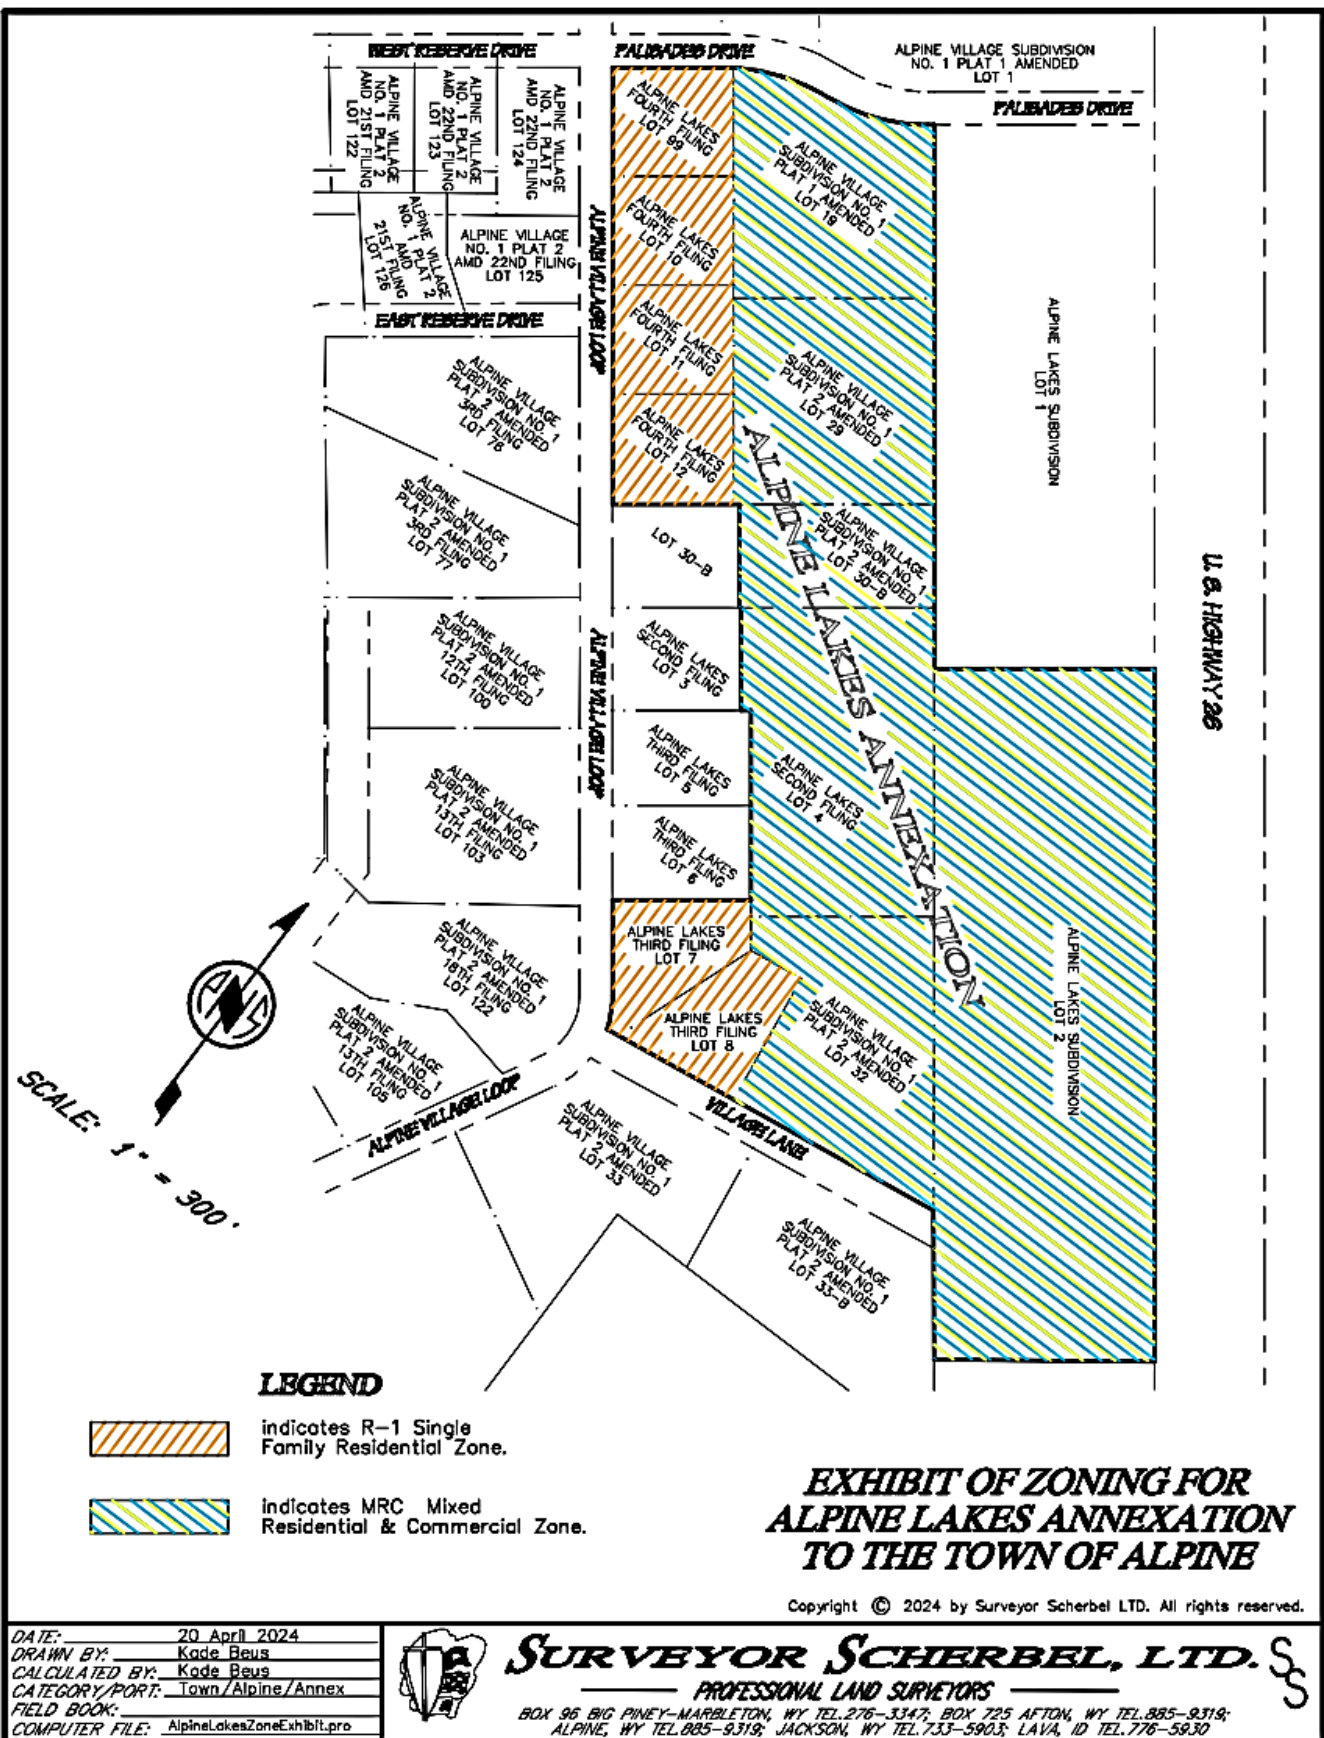 WEST RESERVE DRIVE
PALISADES DRIVE
ALPINE VILLAGE SUBDIVISION
NO. 1 PLAT 1 AMENDED
LOT 1
PALISADES DRIVE
ALPINE VILLAGE
NO. 1 PLAT 2
AMD 21ST FILING
LOT 122
ALPINE VILLAGE
NO. 1 PLAT 2
AMD 22ND FILING
LOT 123
ALPINE VILLAGE
NO. 1 PLAT 2
AMD 22ND FILING
LOT 124
ALPINE VILLAGE
NO. 1 PLAT 2
AMD
21ST FILING
LOT 126
ALPINE VILLAGE
NO. 1 PLAT 2
AMD 22ND FILING
LOT 125
EAST RESERVE DRIVE
ALPINE VILLAGE LOOP
ALPINE LAKES
FOURTH FILING
LOT 99
ALPINE LAKES
FOURTH FILING
LOT 10
ALPINE LAKES
FOURTH FILING
LOT 11
ALPINE LAKES
FOURTH FILING
LOT 12
ALPINE VILLAGE
SUBDIVISION NO. 1
PLAT 1 AMENDED
LOT 19
ALPINE VILLAGE
SUBDIVISION NO. 1
PLAT 2 AMENDED
LOT 29
ALPINE VILLAGE
SUBDIVISION NO. 1
PLAT 2 AMENDED
LOT 30-B
ALPINE LAKES SUBDIVISION
LOT 1
U.S. HIGHWAY 26
ALPINE LAKES ANNEXATION
ALPINE VILLAGE
SUBDIVISION NO. 1
PLAT 2 AMENDED
3RD FILING
LOT 76
ALPINE VILLAGE
SUBDIVISION NO. 1
PLAT 2 AMENDED
3RD FILING
LOT 77
ALPINE VILLAGE
SUBDIVISION NO. 1
PLAT 2 AMENDED
12TH FILING
LOT 100
ALPINE VILLAGE
SUBDIVISION NO. 1
PLAT 2 AMENDED
13TH FILING
LOT 103
ALPINE VILLAGE
SUBDIVISION NO. 1
PLAT 2 AMENDED
18TH FILING
LOT 122
ALPINE VILLAGE
SUBDIVISION NO. 1
PLAT 2 AMENDED
13TH FILING
LOT 105
ALPINE VILLAGE LOOP
LOT 30-B
ALPINE LAKES
SECOND FILING
LOT 3
ALPINE LAKES
THIRD FILING
LOT 5
ALPINE LAKES
THIRD FILING
LOT 6
ALPINE LAKES
THIRD FILING
LOT 7
ALPINE LAKES
THIRD FILING
LOT 8
ALPINE LAKES
SECOND FILING
LOT 4
ALPINE VILLAGE
SUBDIVISION NO. 1
PLAT 2 AMENDED
LOT 32
ALPINE LAKES SUBDIVISION
LOT 2
ALPINE VILLAGE LOOP
VILLAGE LANE
ALPINE VILLAGE
SUBDIVISION NO. 1
PLAT 2 AMENDED
LOT 33
ALPINE VILLAGE
SUBDIVISION NO. 1
PLAT 2 AMENDED
LOT 33-B
SCALE: 1" = 300'
LEGEND
indicates R-1 Single
Family Residential Zone.
indicates MRC Mixed
Residential & Commercial Zone.
EXHIBIT OF ZONING FOR
ALPINE LAKES ANNEXATION
TO THE TOWN OF ALPINE
Copyright © 2024 by Surveyor Scherbel LTD. All rights reserved.
DATE: 20 April 2024
DRAWN BY: Kade Beus
CALCULATED BY: Kade Beus
CATEGORY/PORT: Town/Alpine/Annex
FIELD BOOK:
COMPUTER FILE: AlpineLakesZoneExhibit.pro
SURVEYOR SCHERBEL, LTD.
PROFESSIONAL LAND SURVEYORS
BOX 96 BIG PINEY-MARBLETON, WY TEL.276-3347; BOX 725 AFTON, WY TEL.885-9319;
ALPINE, WY TEL.885-9319; JACKSON, WY TEL.733-5903; LAVA, ID TEL.776-5930
SS